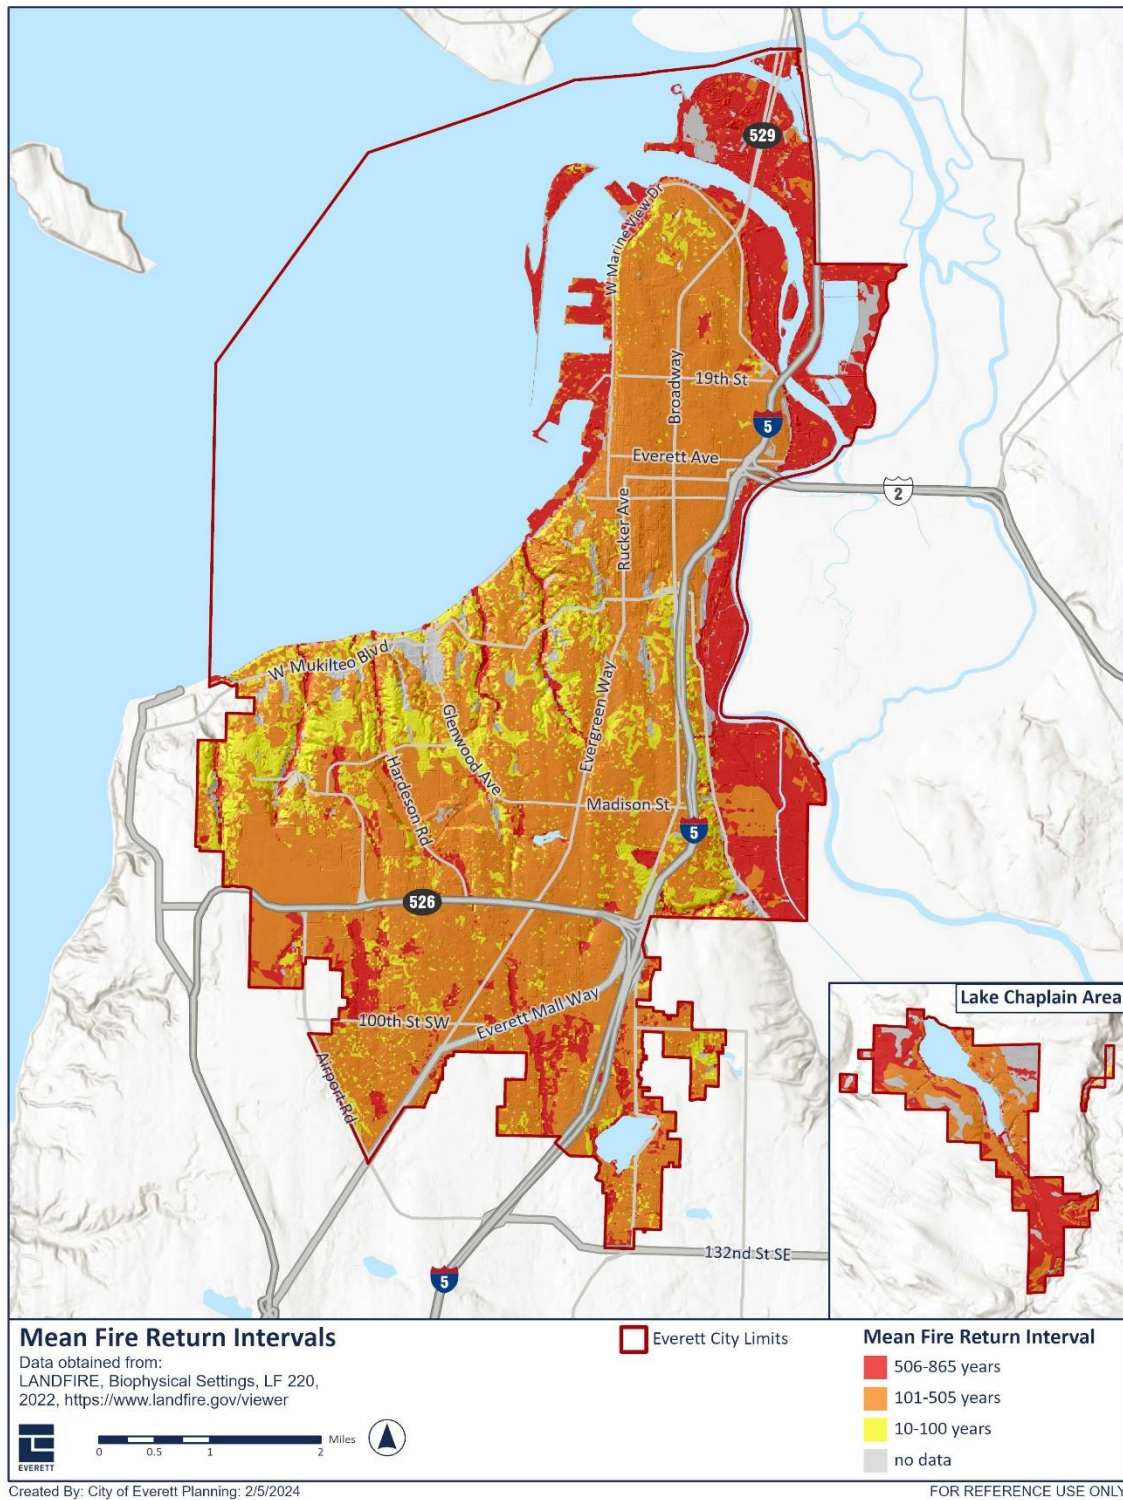 529
W Marine View Dr
19th St
Broadway
5
Everett Ave
2
Rucker Ave
W Mukilteo Blvd
Evergreen Way
Glenwood Ave
Hardeson Rd
Madison St
5
526
Lake Chaplain Area
Everett Mall Way
100th St SW
Airport Rd
132nd St SE
5
Mean Fire Return Intervals
Data obtained from:
LANDFIRE, Biophysical Settings, LF 220,
2022, https://www.landfire.gov/viewer
EVERETT
0 0.5 1 2 Miles
Everett City Limits
Mean Fire Return Interval
506-865 years
101-505 years
10-100 years
no data
Created By: City of Everett Planning: 2/5/2024
FOR REFERENCE USE ONLY